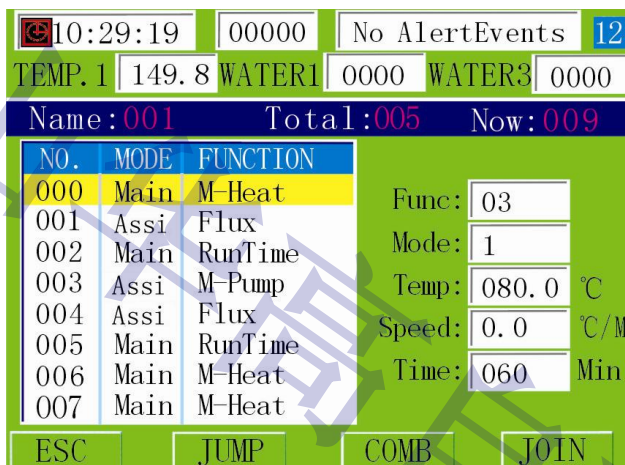 10:29:19 00000 No AlertEvents 12
TEMP.1 149.8 WATER1 0000 WATER3 0000
Name:001 Total:005 Now:009
NO. MODE FUNCTION
000 Main M-Heat
001 Assi Flux
002 Main RunTime
003 Assi M-Pump
004 Assi Flux
005 Main RunTime
006 Main M-Heat
007 Main M-Heat
Func: 03
Mode: 1
Temp: 080.0 ℃
Speed: 0.0 ℃/M
Time: 060 Min
ESC JUMP COMB JOIN